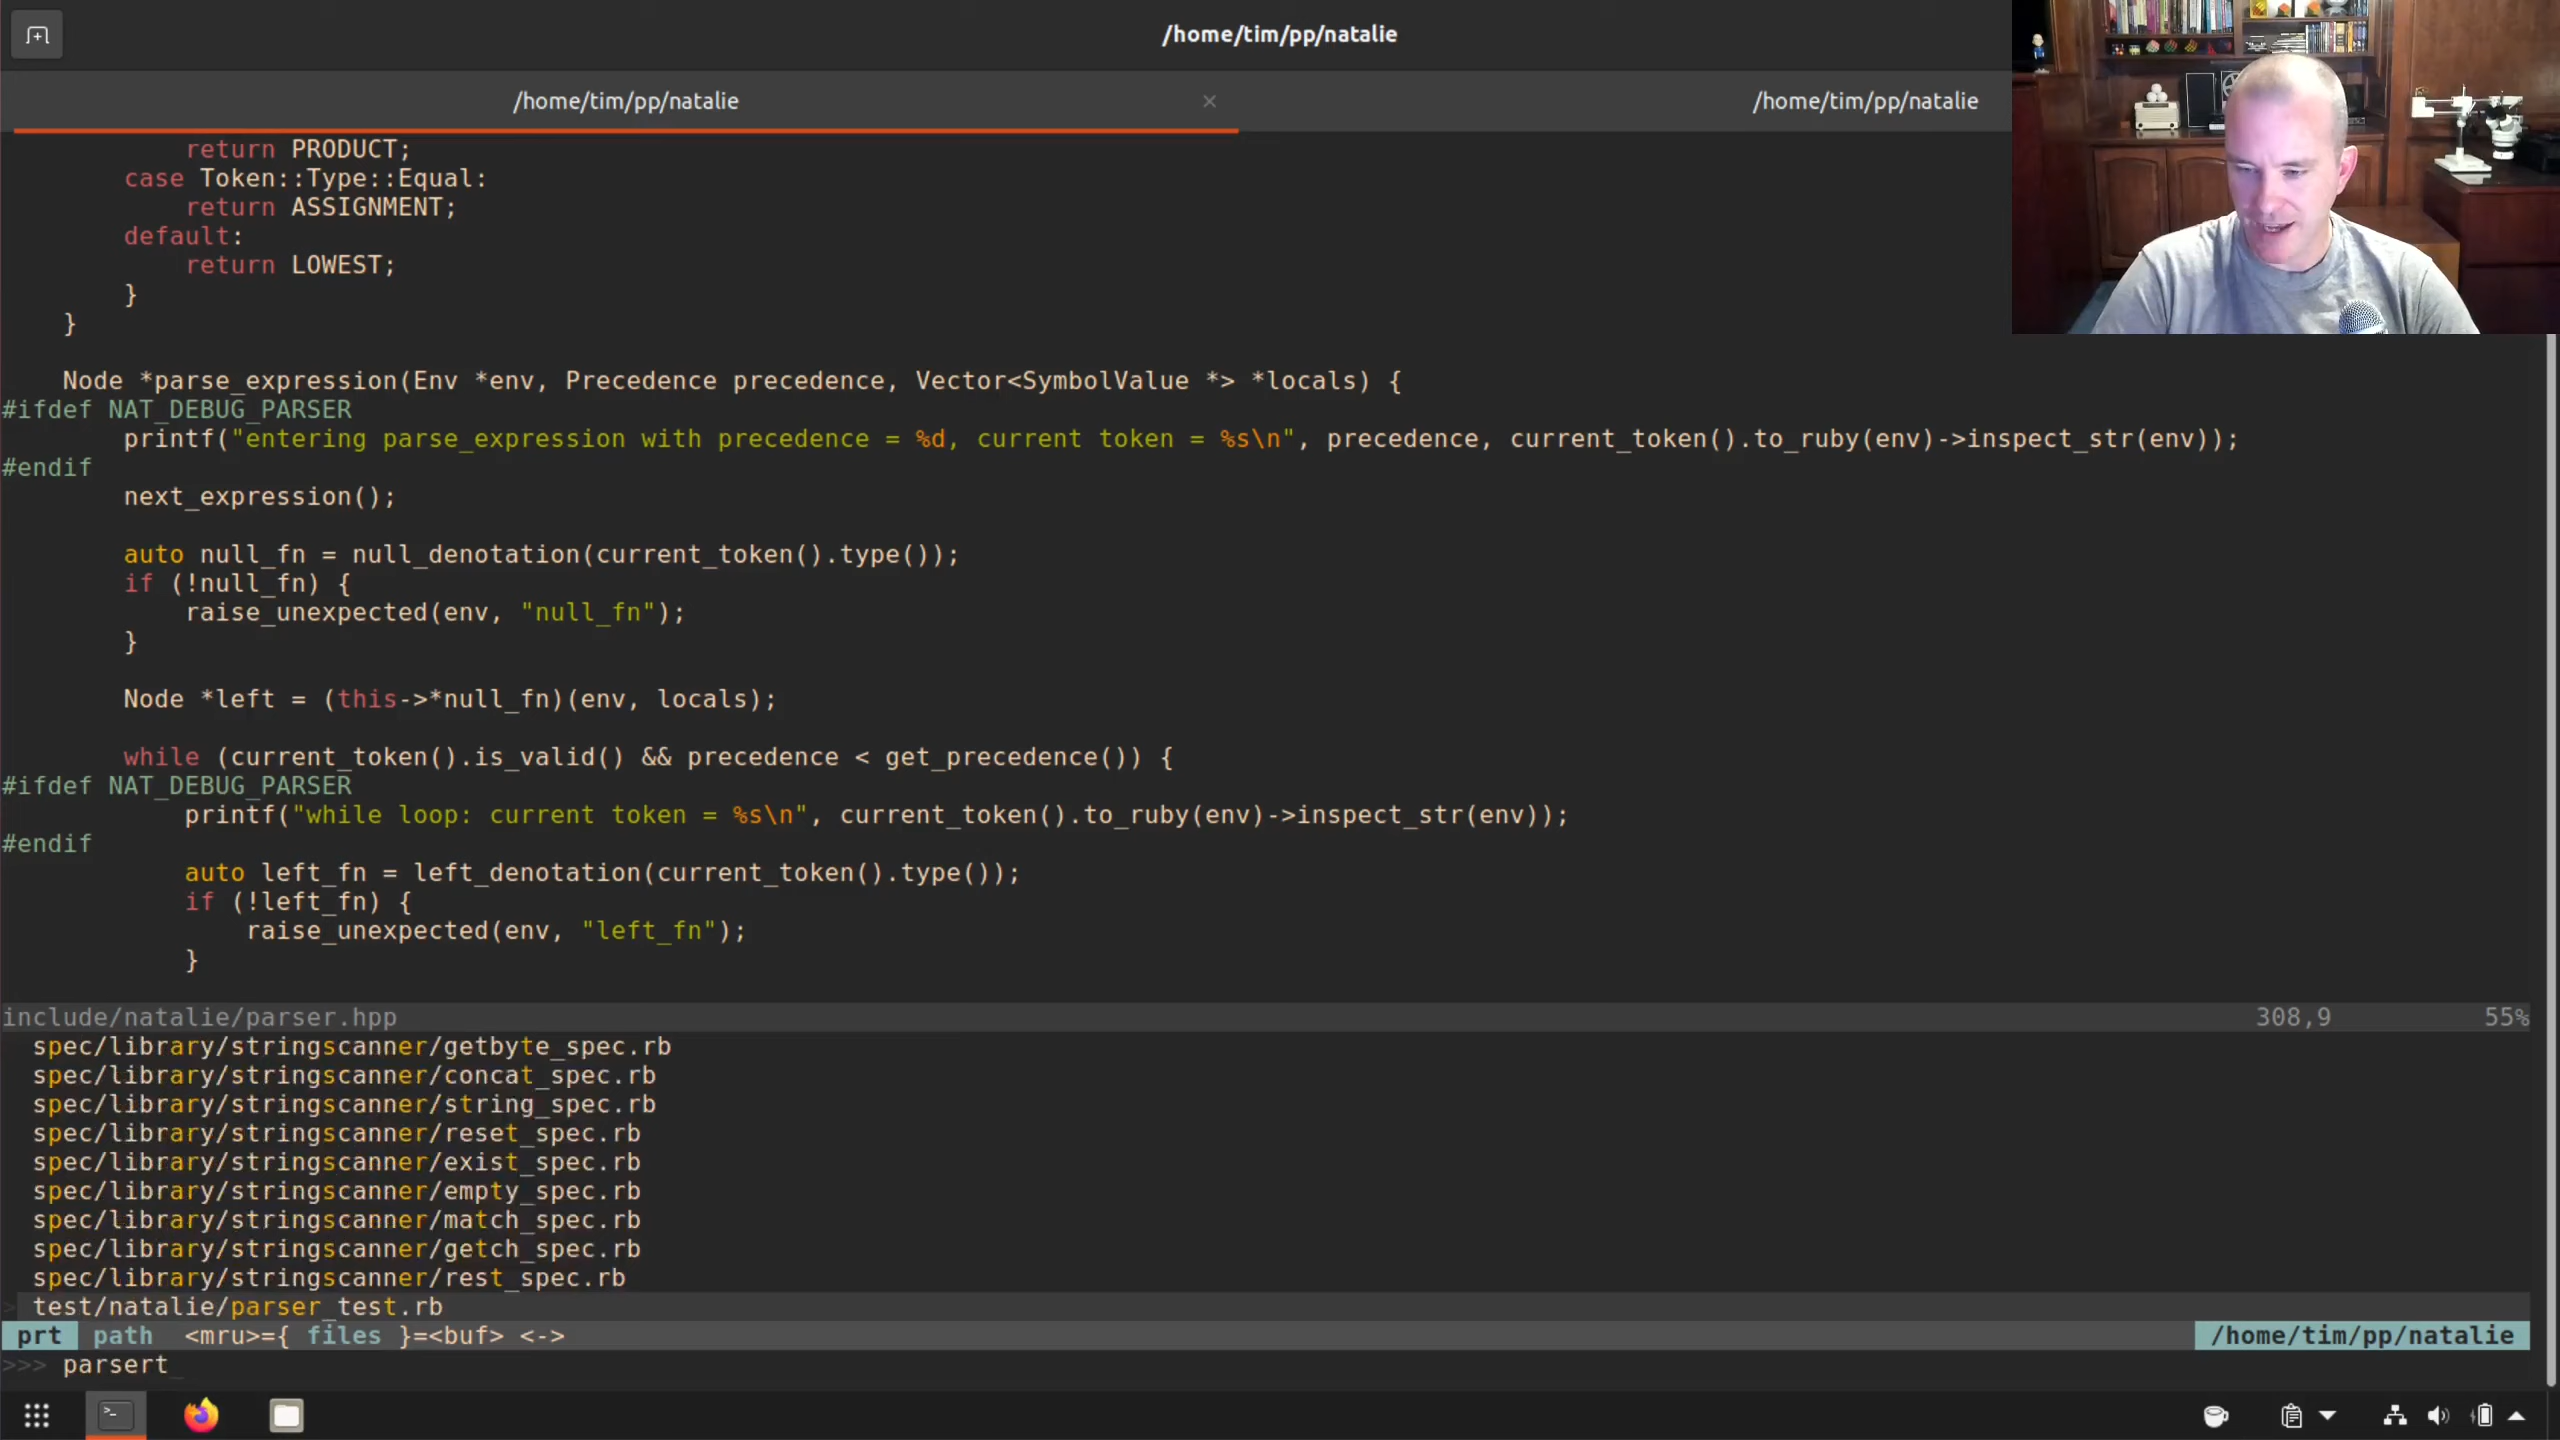 /home/tim/pp/natalie
/home/tim/pp/natalie ×
/home/tim/pp/natalie
return PRODUCT;
case Token::Type::Equal:
return ASSIGNMENT;
default:
return LOWEST;
}
}
Node *parse_expression(Env *env, Precedence precedence, Vector<SymbolValue *> *locals) {
#ifdef NAT_DEBUG_PARSER
printf("entering parse_expression with precedence = %d, current token = %s\n", precedence, current_token().to_ruby(env)->inspect_str(env));
#endif
next_expression();
auto null_fn = null_denotation(current_token().type());
if (!null_fn) {
raise_unexpected(env, "null_fn");
}
Node *left = (this->*null_fn)(env, locals);
while (current_token().is_valid() && precedence < get_precedence()) {
#ifdef NAT_DEBUG_PARSER
printf("while loop: current token = %s\n", current_token().to_ruby(env)->inspect_str(env));
#endif
auto left_fn = left_denotation(current_token().type());
if (!left_fn) {
raise_unexpected(env, "left_fn");
}
include/natalie/parser.hpp 308,9 55%
spec/library/stringscanner/getbyte_spec.rb
spec/library/stringscanner/concat_spec.rb
spec/library/stringscanner/string_spec.rb
spec/library/stringscanner/reset_spec.rb
spec/library/stringscanner/exist_spec.rb
spec/library/stringscanner/empty_spec.rb
spec/library/stringscanner/match_spec.rb
spec/library/stringscanner/getch_spec.rb
spec/library/stringscanner/rest_spec.rb
> test/natalie/parser_test.rb
prt path <mru>={ files }=<buf> <-> /home/tim/pp/natalie
>>> parsert_